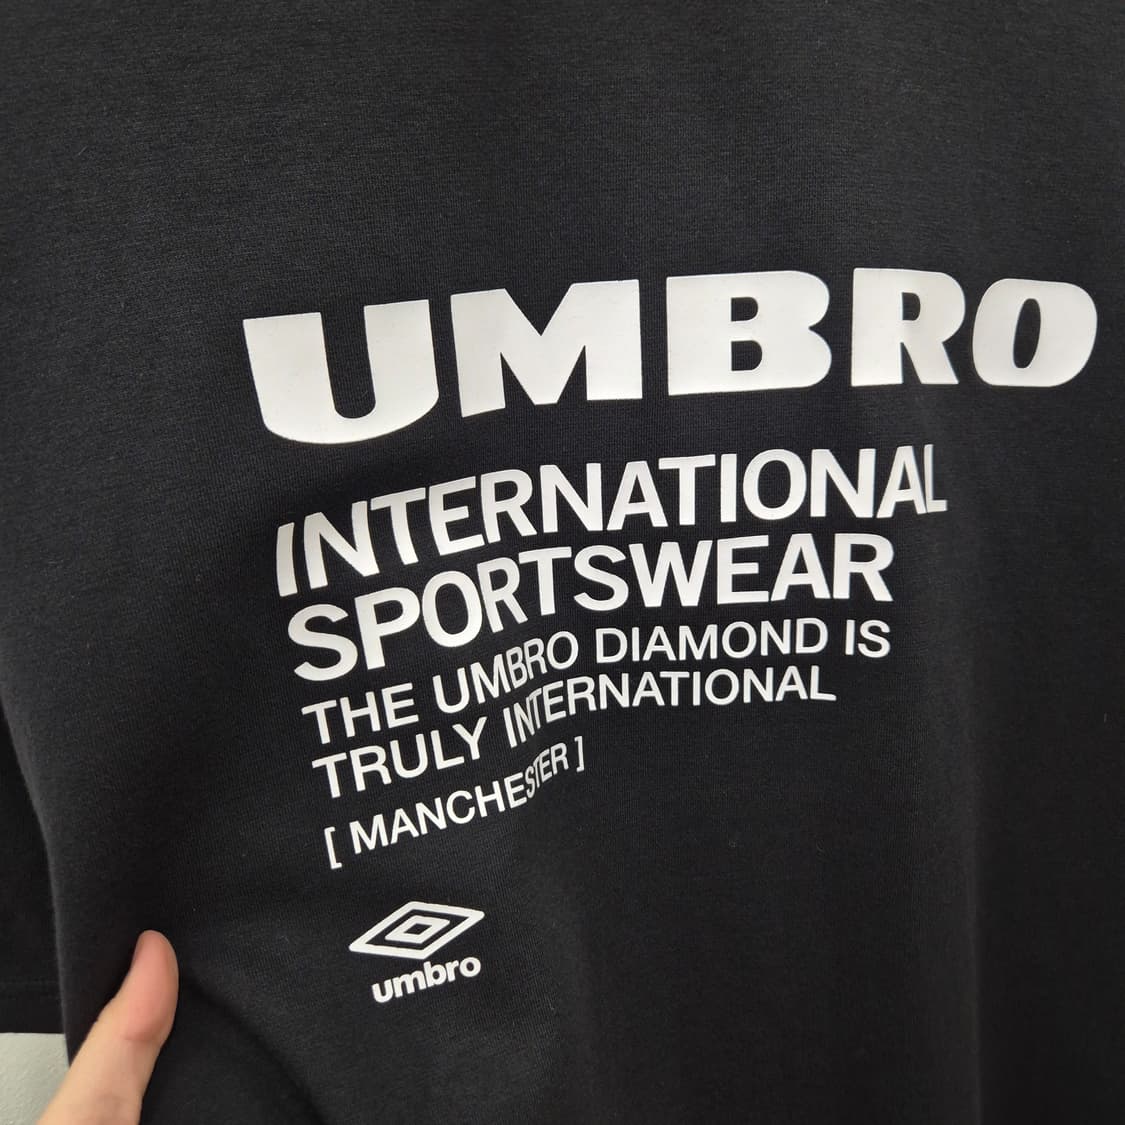 UMBRO
INTERNATIONAL
SPORTSWEAR
THE UMBRO DIAMOND IS
TRULY INTERNATIONAL
[ MANCHESTER ]
umbro